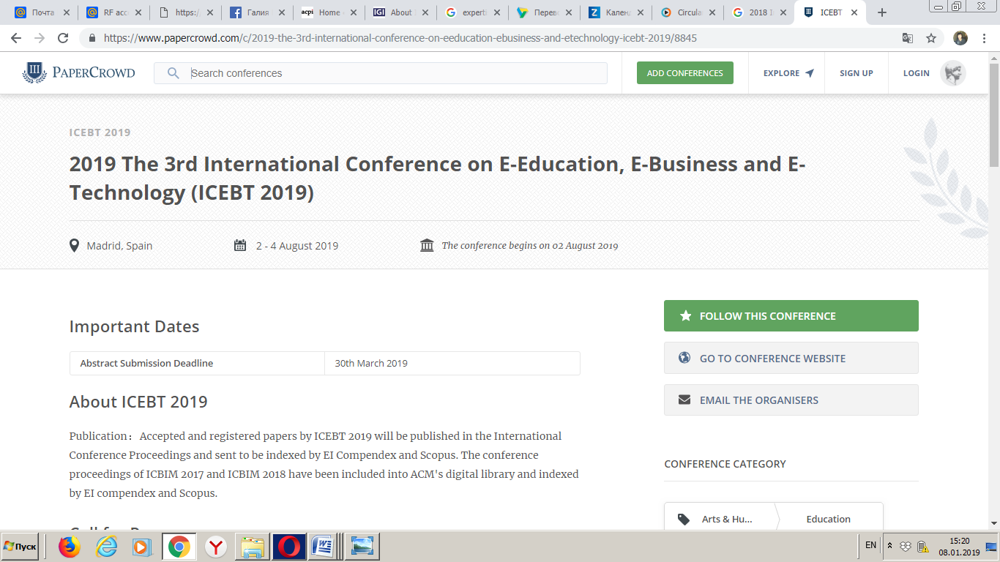 Почта
RF acc
https:/
Галия
acpi Home
IGI About
expert
Перев
Z Кален
Circula
2018 I
ICEBT
https://www.papercrowd.com/c/2019-the-3rd-international-conference-on-eeducation-ebusiness-and-etechnology-icebt-2019/8845
PAPERCROWD
Search conferences
ADD CONFERENCES
EXPLORE
SIGN UP
LOGIN
ICEBT 2019
2019 The 3rd International Conference on E-Education, E-Business and E-
Technology (ICEBT 2019)
Madrid, Spain
2 - 4 August 2019
The conference begins on 02 August 2019
Important Dates
Abstract Submission Deadline
30th March 2019
About ICEBT 2019
Publication：Accepted and registered papers by ICEBT 2019 will be published in the International
Conference Proceedings and sent to be indexed by EI Compendex and Scopus. The conference
proceedings of ICBIM 2017 and ICBIM 2018 have been included into ACM's digital library and indexed
by EI compendex and Scopus.
FOLLOW THIS CONFERENCE
GO TO CONFERENCE WEBSITE
EMAIL THE ORGANISERS
CONFERENCE CATEGORY
Arts & Hu...
Education
Пуск
EN
15:20
08.01.2019